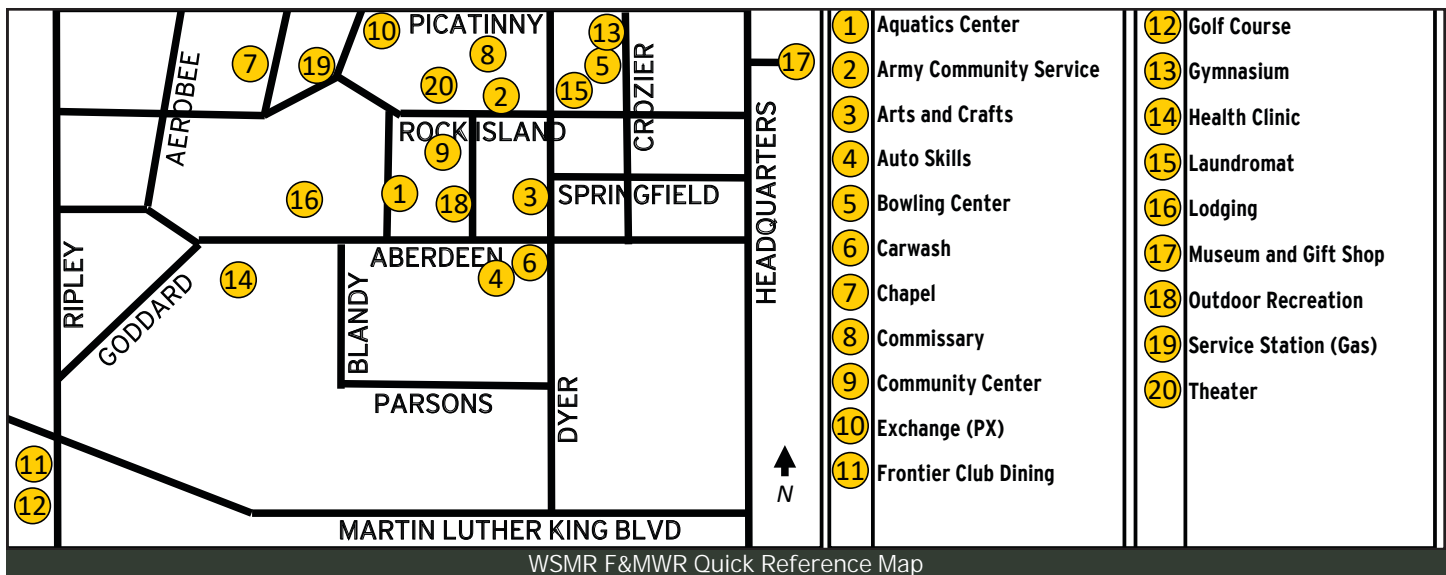 PICATINNY
10
13
8
7
19
5
17
20
2
15
AEROBEE
CROZIER
ROCK ISLAND
9
HEADQUARTERS
16
1
18
3
SPRINGFIELD
ABERDEEN
6
14
4
RIPLEY
GODDARD
BLANDY
PARSONS
DYER
11
12
N
MARTIN LUTHER KING BLVD
1 Aquatics Center
2 Army Community Service
3 Arts and Crafts
4 Auto Skills
5 Bowling Center
6 Carwash
7 Chapel
8 Commissary
9 Community Center
10 Exchange (PX)
11 Frontier Club Dining
12 Golf Course
13 Gymnasium
14 Health Clinic
15 Laundromat
16 Lodging
17 Museum and Gift Shop
18 Outdoor Recreation
19 Service Station (Gas)
20 Theater
WSMR F&MWR Quick Reference Map